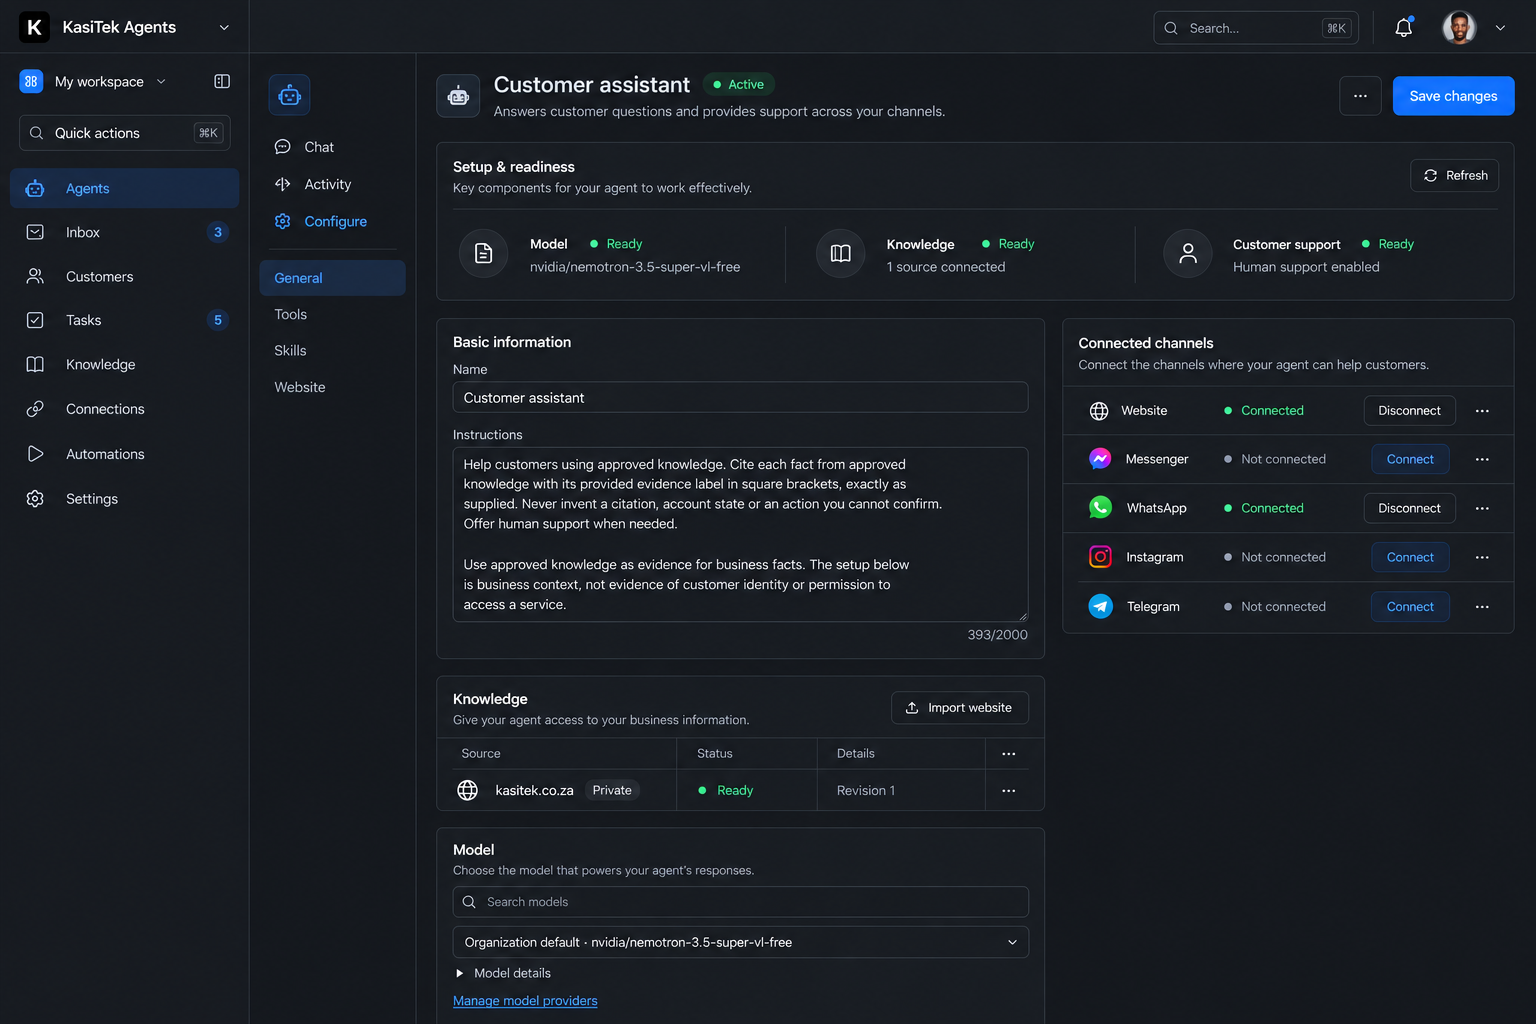 K KasiTek Agents
Search... ⌘K
My workspace
Quick actions ⌘K
Agents
Inbox 3
Customers
Tasks 5
Knowledge
Connections
Automations
Settings
Chat
Activity
Configure
General
Tools
Skills
Website
Customer assistant Active
Answers customer questions and provides support across your channels.
Save changes
Setup & readiness
Key components for your agent to work effectively.
Refresh
Model Ready
nvidia/nemotron-3.5-super-vl-free
Knowledge Ready
1 source connected
Customer support Ready
Human support enabled
Basic information
Name
Customer assistant
Instructions
Help customers using approved knowledge. Cite each fact from approved
knowledge with its provided evidence label in square brackets, exactly as
supplied. Never invent a citation, account state or an action you cannot confirm.
Offer human support when needed.
Use approved knowledge as evidence for business facts. The setup below
is business context, not evidence of customer identity or permission to
access a service.
393/2000
Connected channels
Connect the channels where your agent can help customers.
Website Connected Disconnect
Messenger Not connected Connect
WhatsApp Connected Disconnect
Instagram Not connected Connect
Telegram Not connected Connect
Knowledge
Give your agent access to your business information.
Import website
Source Status Details
kasitek.co.za Private Ready Revision 1
Model
Choose the model that powers your agent's responses.
Search models
Organization default · nvidia/nemotron-3.5-super-vl-free
Model details
Manage model providers